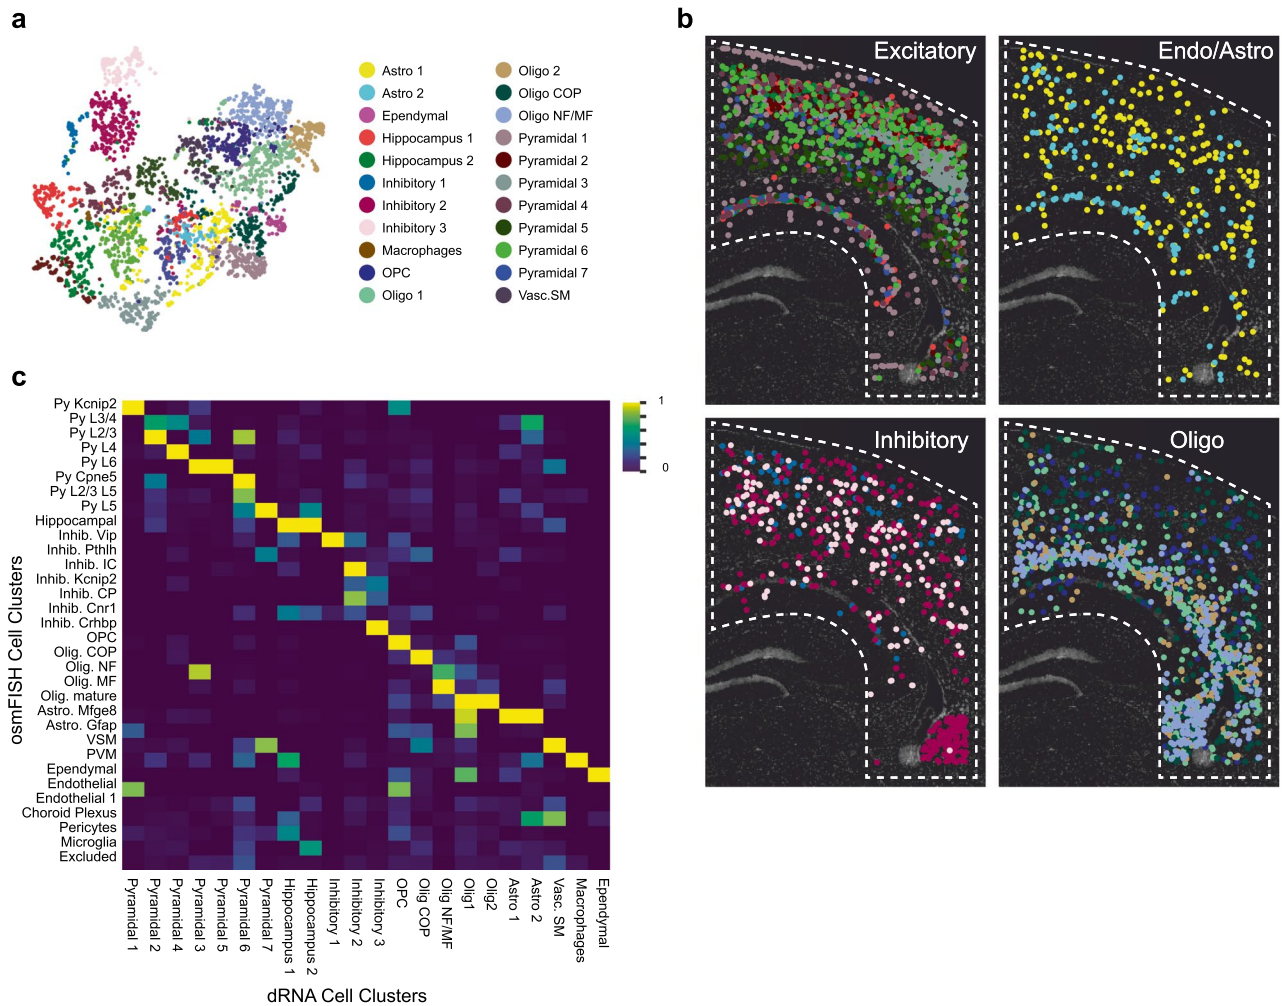 a
Astro 1
Astro 2
Ependymal
Hippocampus 1
Hippocampus 2
Inhibitory 1
Inhibitory 2
Inhibitory 3
Macrophages
OPC
Oligo 1
Oligo 2
Oligo COP
Oligo NF/MF
Pyramidal 1
Pyramidal 2
Pyramidal 3
Pyramidal 4
Pyramidal 5
Pyramidal 6
Pyramidal 7
Vasc.SM
b
Excitatory
Endo/Astro
Inhibitory
Oligo
c
osmFISH Cell Clusters
Py Kcnip2
Py L3/4
Py L2/3
Py L4
Py L6
Py Cpne5
Py L2/3 L5
Py L5
Hippocampal
Inhib. Vip
Inhib. Pthlh
Inhib. IC
Inhib. Kcnip2
Inhib. CP
Inhib. Cnr1
Inhib. Crhbp
OPC
Olig. COP
Olig. NF
Olig. MF
Olig. mature
Astro. Mfge8
Astro. Gfap
VSM
PVM
Ependymal
Endothelial
Endothelial 1
Choroid Plexus
Pericytes
Microglia
Excluded
1
0
Pyramidal 1
Pyramidal 2
Pyramidal 4
Pyramidal 3
Pyramidal 5
Pyramidal 6
Pyramidal 7
Hippocampus 1
Hippocampus 2
Inhibitory 1
Inhibitory 2
Inhibitory 3
OPC
Olig COP
Olig NF/MF
Olig1
Olig2
Astro 1
Astro 2
Vasc. SM
Macrophages
Ependymal
dRNA Cell Clusters